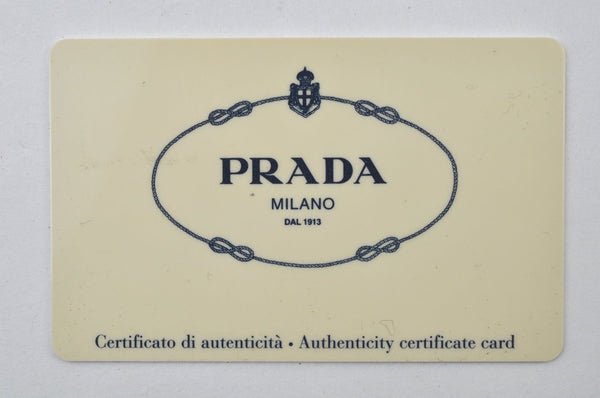 PRADA
MILANO
DAL 1913
Certificato di autenticità • Authenticity certificate card